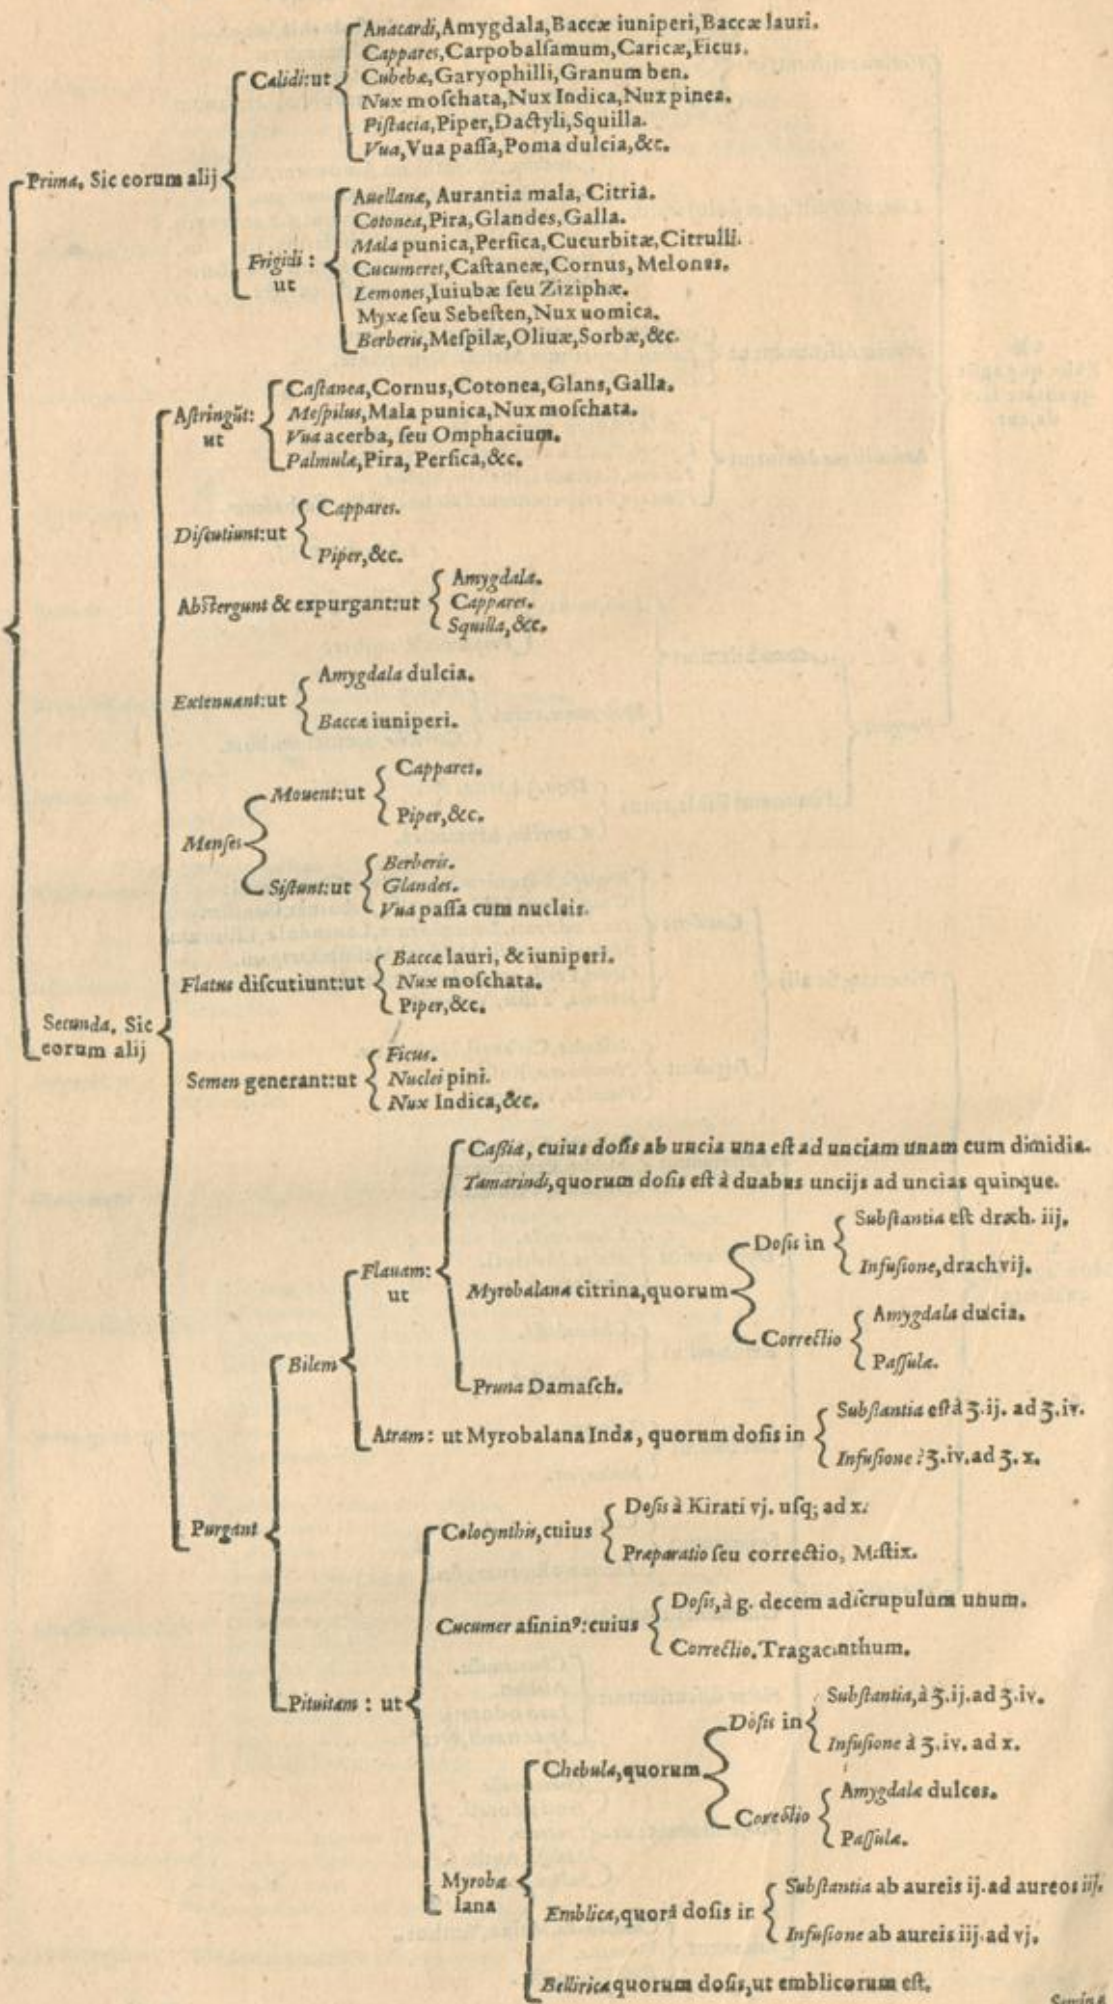 Prima. Sic eorum alij
Calidi: ut
Anacardi, Amygdala, Baccæ iuniperi, Baccæ lauri.
Cappares, Carpobalsamum, Caricæ, Ficus.
Cubebæ, Garyophilli, Granum ben.
Nux moschata, Nux Indica, Nux pinea.
Pistacia, Piper, Dactyli, Squilla.
Vua, Vua passa, Poma dulcia, &c.
Frigidi:
ut
Auellanæ, Aurantia mala, Citria.
Cotonea, Pira, Glandes, Galla.
Mala punica, Persica, Cucurbitæ, Citrulli.
Cucumeres, Castaneæ, Cornus, Melones.
Lemones, Iuiubæ seu Ziziphæ.
Myxæ seu Sebesten, Nux uomica.
Berberis, Mespilæ, Oliuæ, Sorbæ, &c.
Secunda. Sic
eorum alij
Astringũt:
ut
Castanea, Cornus, Cotonea, Glans, Galla.
Mespilus, Mala punica, Nux moschata.
Vua acerba, seu Omphacium.
Palmulæ, Pira, Persica, &c.
Discutiunt: ut
Cappares.
Piper, &c.
Abstergunt & expurgant: ut
Amygdalæ.
Cappares.
Squilla, &c.
Extenuant: ut
Amygdala dulcia.
Baccæ iuniperi.
Menses
Mouent: ut
Cappares.
Piper, &c.
Sistunt: ut
Berberis.
Glandes.
Vua passa cum nucleis.
Flatus discutiunt: ut
Baccæ lauri, & iuniperi.
Nux moschata.
Piper, &c.
Semen generant: ut
Ficus.
Nuclei pini.
Nux Indica, &c.
Purgant
Bilem
Flauam:
ut
Cassia, cuius dosis ab uncia una est ad unciam unam cum dimidia.
Tamarindi, quorum dosis est à duabus uncijs ad uncias quinque.
Myrobalana citrina, quorum
Dosis in
Substantia est drach. iij.
Infusione, drach vij.
Correctio
Amygdala dulcia.
Passulæ.
Pruna Damasch.
Atram: ut Myrobalana Inda, quorum dosis in
Substantia est à ʒ. ij. ad ʒ. iv.
Infusione à ʒ. iv. ad ʒ. x.
Pituitam: ut
Colocynthis, cuius
Dosis à Kirati vj. usq; ad x.
Præparatio seu correctio, Mastix.
Cucumer asininꝰ: cuius
Dosis, à g. decem ad scrupulum unum.
Correctio. Tragacanthum.
Myroba
lana
Chebula, quorum
Dosis in
Substantia, à ʒ. ij. ad ʒ. iv.
Infusione à ʒ. iv. ad x.
Corectio
Amygdalæ dulces.
Passulæ.
Emblica, quorũ dosis in
Substantia ab aureis ij. ad aureos iij.
Infusione ab aureis iij. ad vj.
Bellirica quorum dosis, ut emblicorum est.